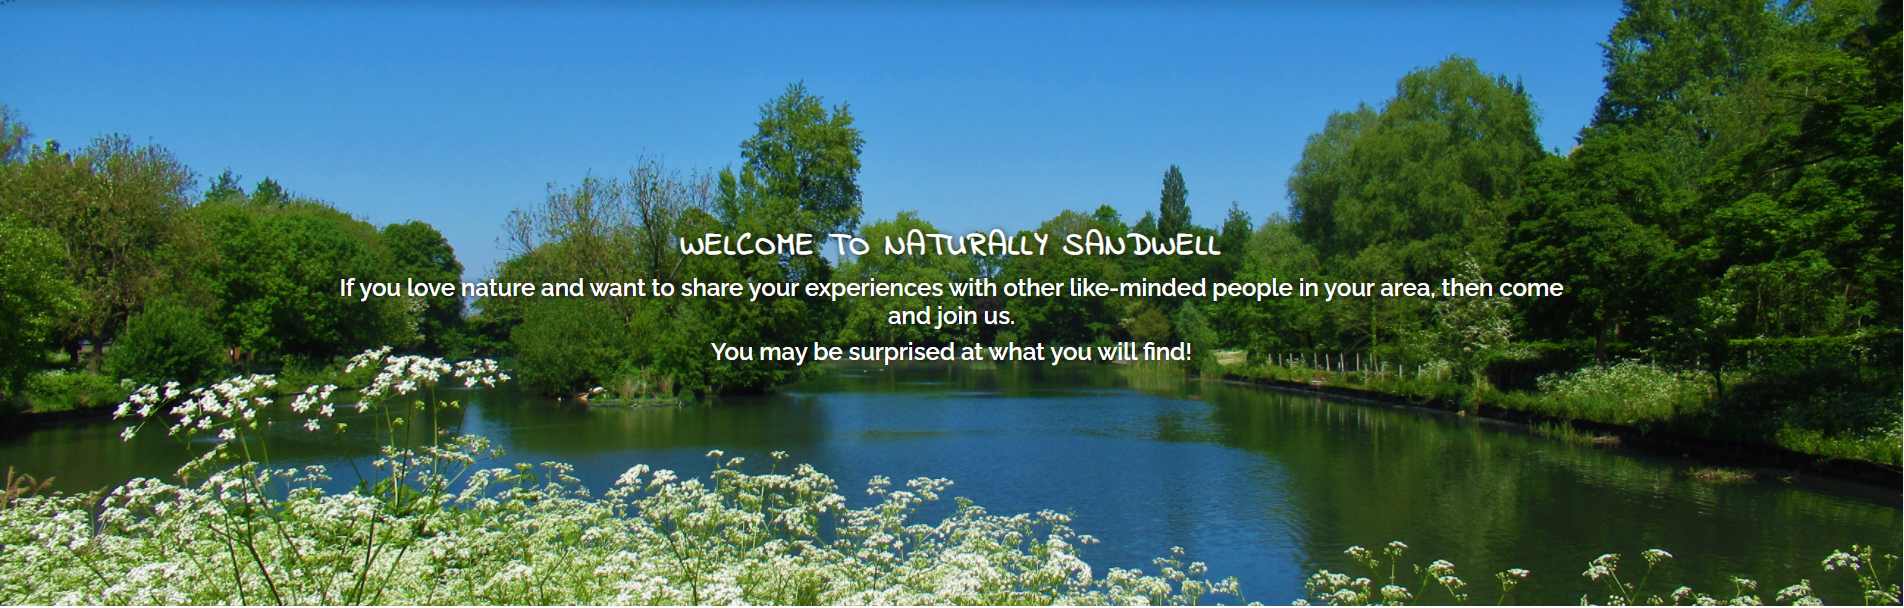 WELCOME TO NATURALLY SANDWELL
If you love nature and want to share your experiences with other like-minded people in your area, then come
and join us.
You may be surprised at what you will find!